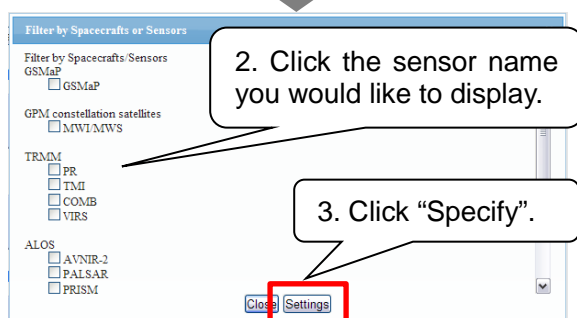 Filter by Spacecrafts or Sensors
Filter by Spacecrafts/Sensors
GSMaP
GSMaP
GPM constellation satellites
MWI/MWS
TRMM
PR
TMI
COMB
VIRS
ALOS
AVNIR-2
PALSAR
PRISM
Close Settings
2. Click the sensor name
you would like to display.
3. Click “Specify”.